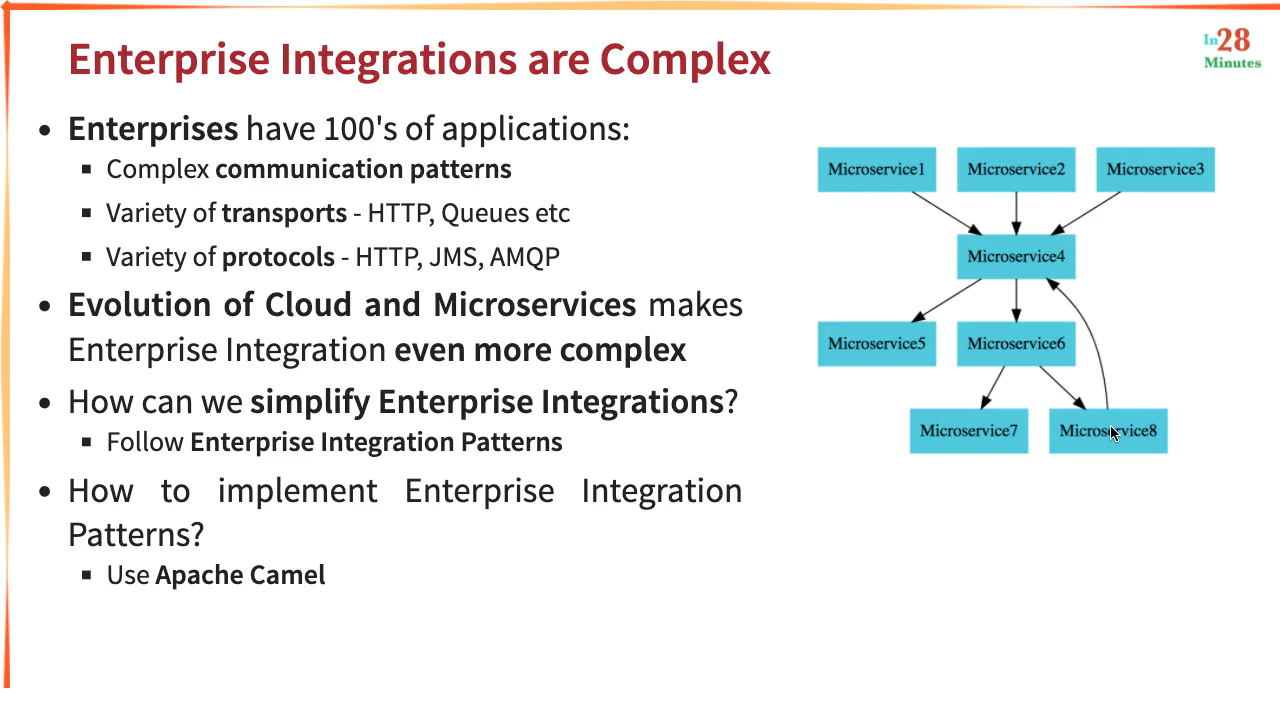 Enterprise Integrations are Complex
In28
Minutes
• Enterprises have 100's of applications:
▪ Complex communication patterns
▪ Variety of transports - HTTP, Queues etc
▪ Variety of protocols - HTTP, JMS, AMQP
• Evolution of Cloud and Microservices makes
Enterprise Integration even more complex
• How can we simplify Enterprise Integrations?
▪ Follow Enterprise Integration Patterns
• How to implement Enterprise Integration
Patterns?
▪ Use Apache Camel
Microservice1 Microservice2 Microservice3
Microservice4
Microservice5 Microservice6
Microservice7 Microservice8